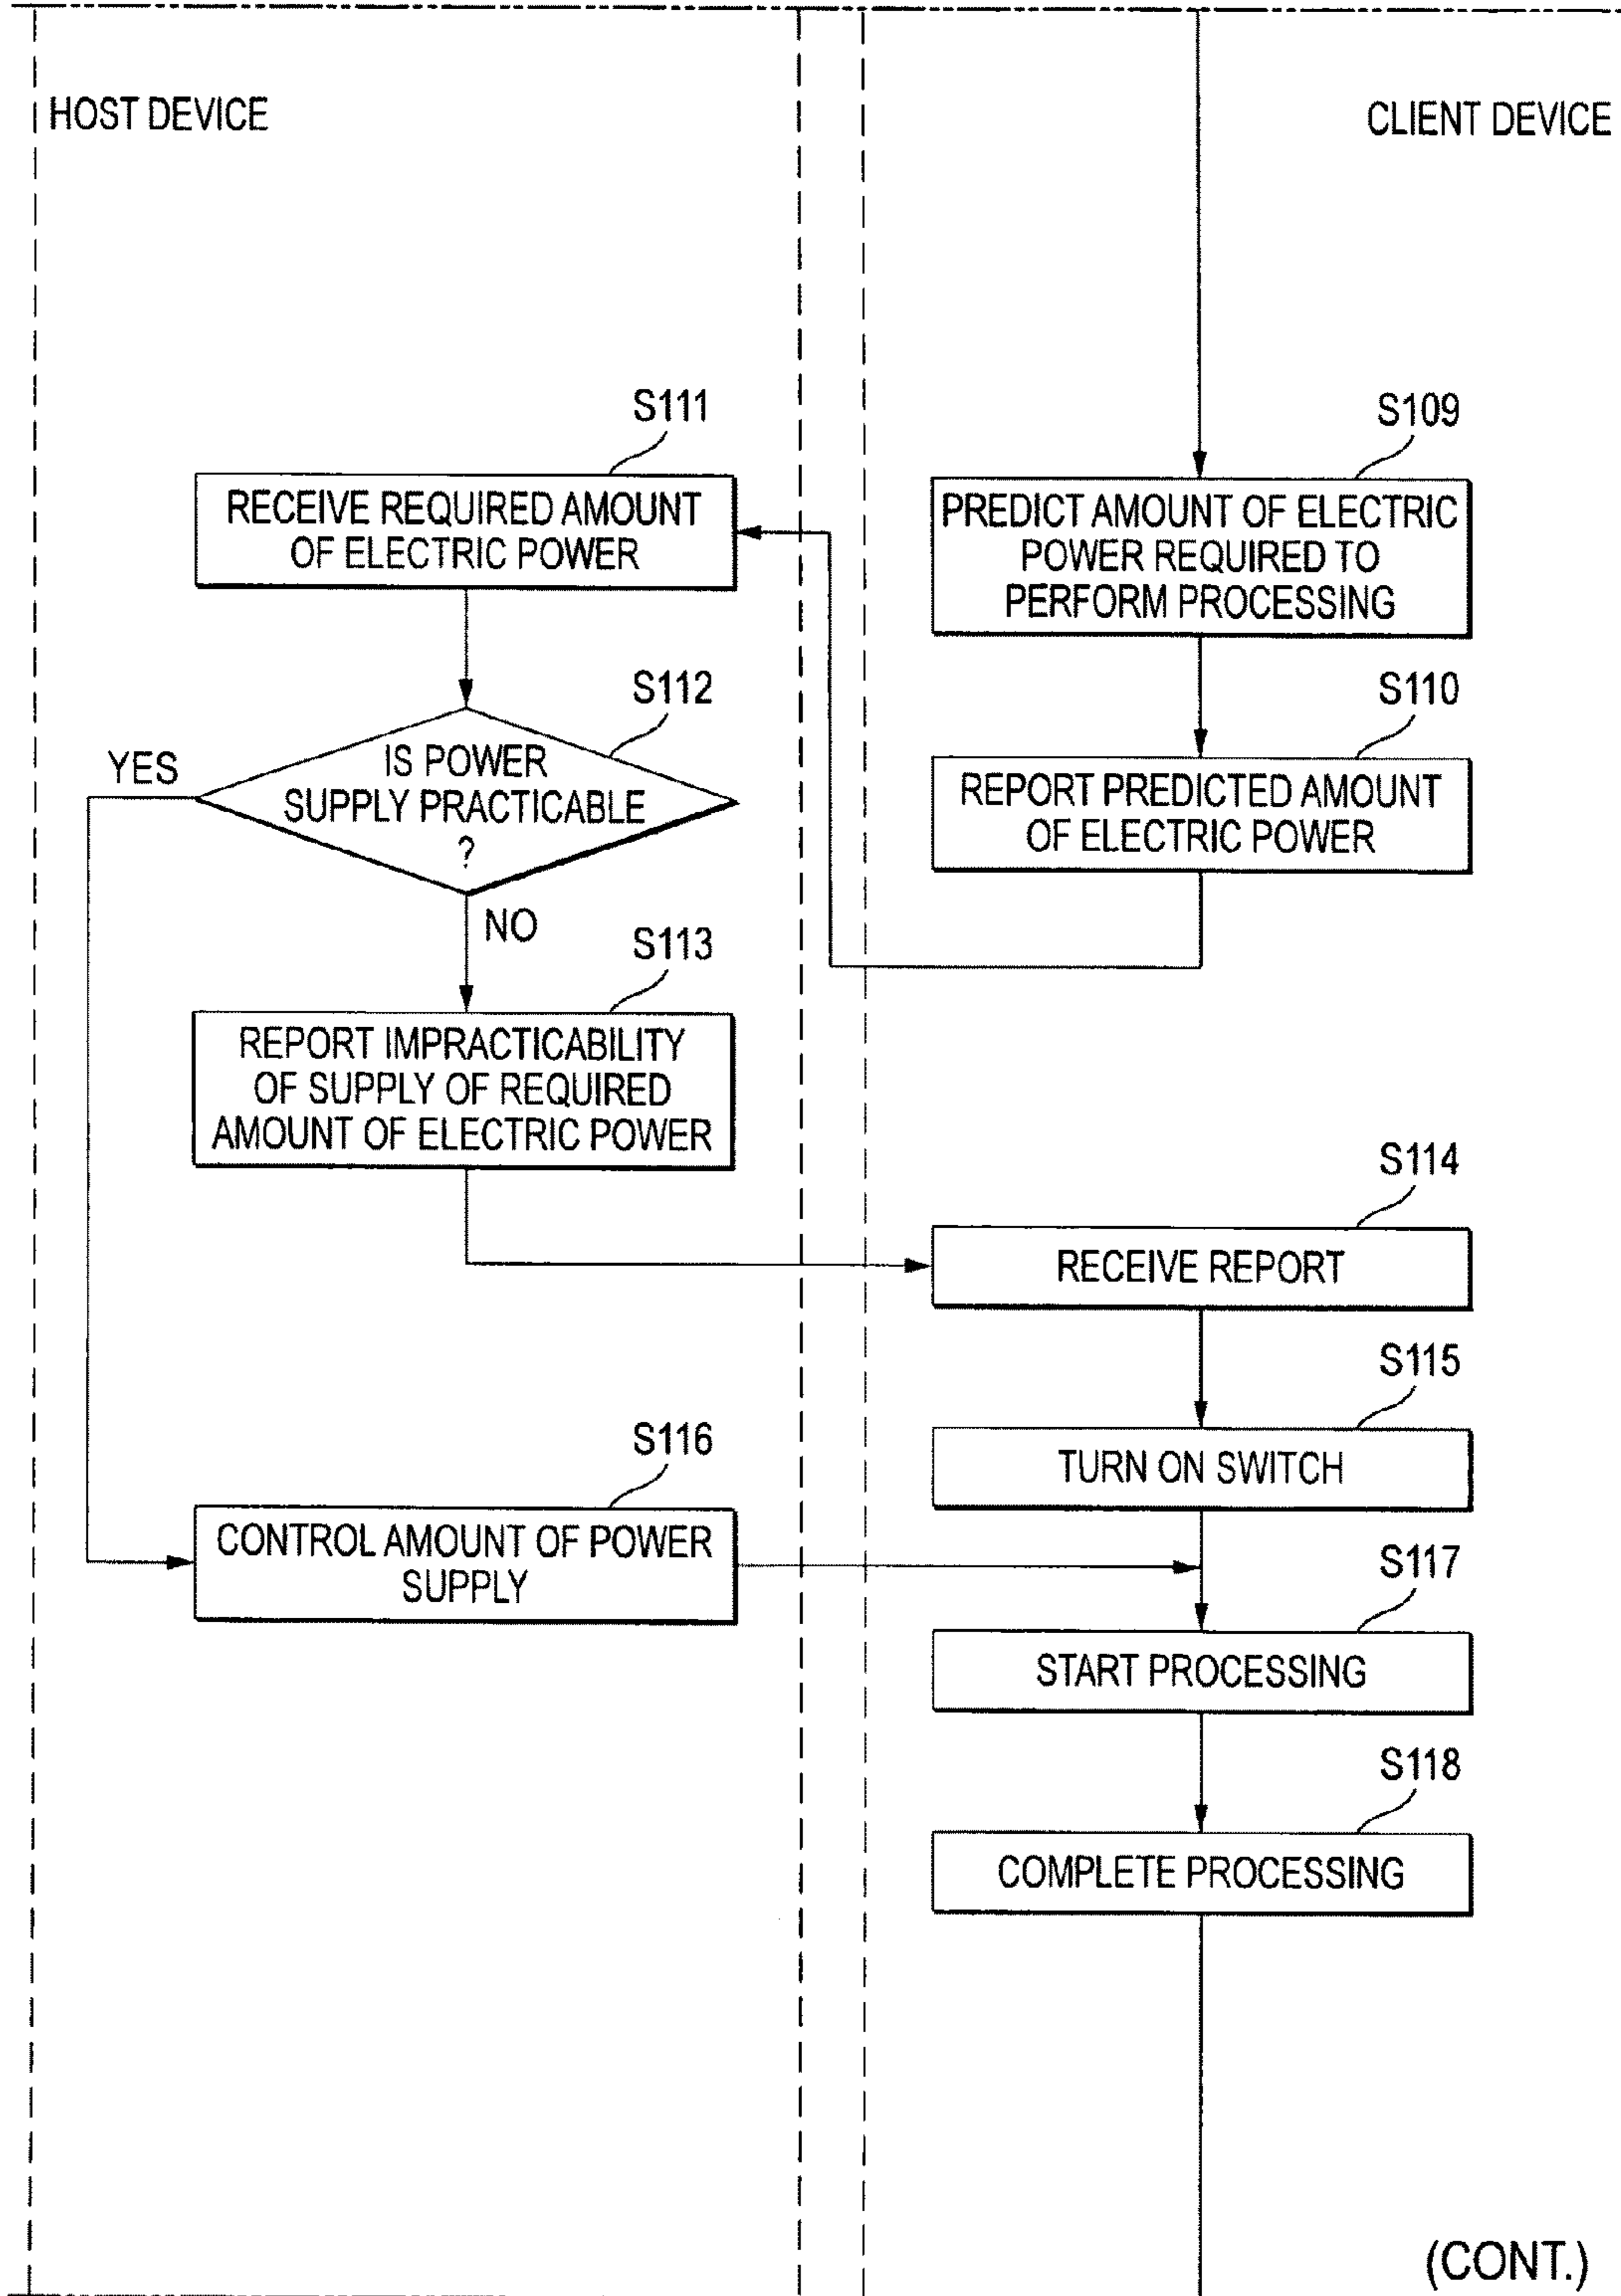 HOST DEVICE
CLIENT DEVICE
S109
PREDICT AMOUNT OF ELECTRIC
POWER REQUIRED TO
PERFORM PROCESSING
S110
REPORT PREDICTED AMOUNT
OF ELECTRIC POWER
S111
RECEIVE REQUIRED AMOUNT
OF ELECTRIC POWER
S112
IS POWER
SUPPLY PRACTICABLE
?
YES
NO
S113
REPORT IMPRACTICABILITY
OF SUPPLY OF REQUIRED
AMOUNT OF ELECTRIC POWER
S114
RECEIVE REPORT
S115
TURN ON SWITCH
S116
CONTROL AMOUNT OF POWER
SUPPLY
S117
START PROCESSING
S118
COMPLETE PROCESSING
(CONT.)